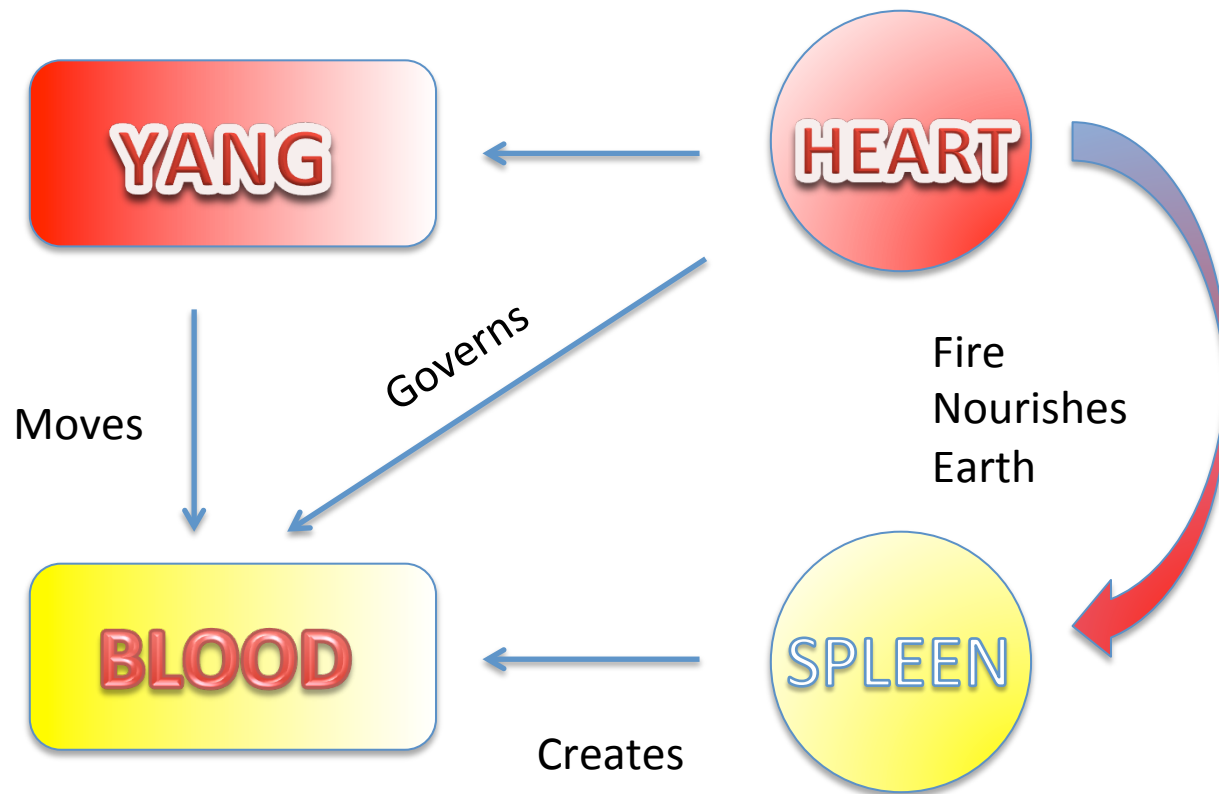 YANG
HEART
Governs
Moves
Fire
Nourishes
Earth
BLOOD
SPLEEN
Creates